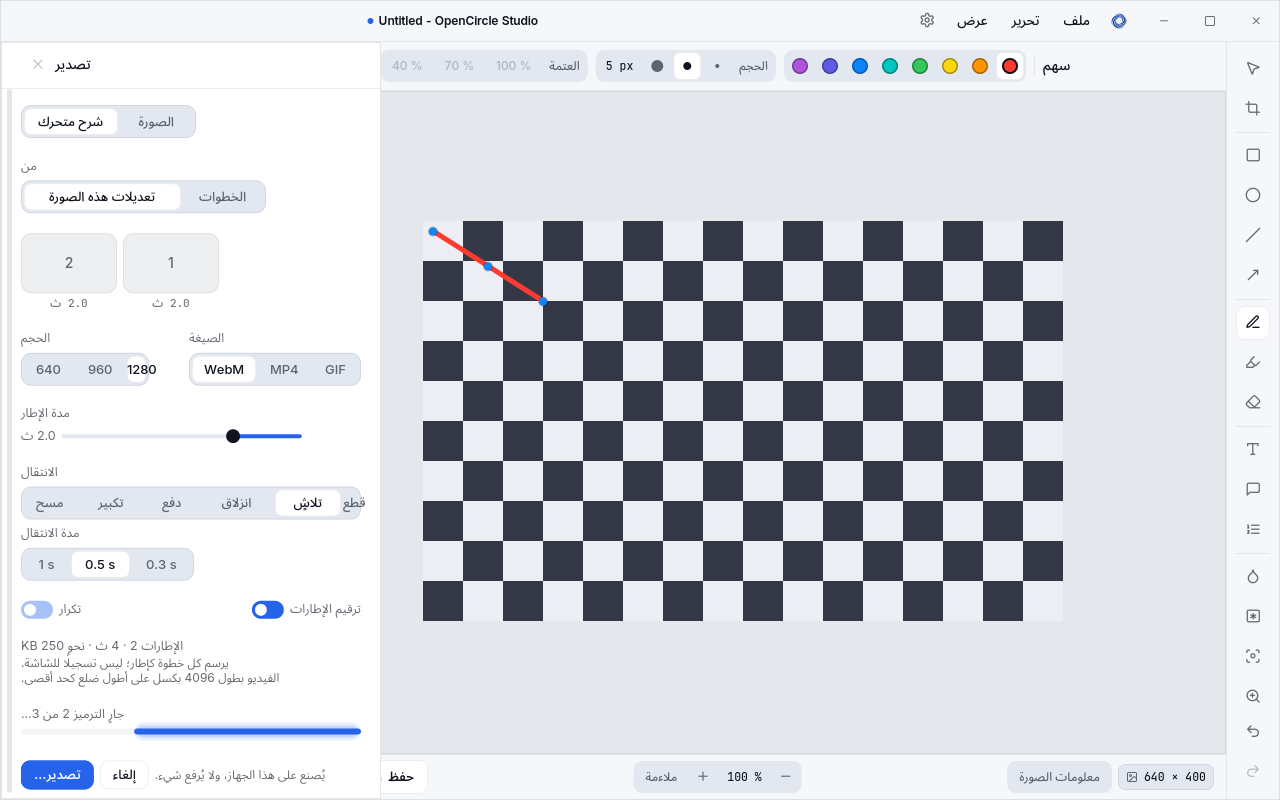 ملف
تحرير
عرض
Untitled - OpenCircle Studio
سهم
الحجم
5 px
العتمة
100 %
70 %
40 %
تصدير
الصورة
شرح متحرك
من
الخطوات
تعديلات هذه الصورة
1
2
2.0 ث
2.0 ث
الصيغة
الحجم
GIF
MP4
WebM
1280
960
640
مدة الإطار
2.0 ث
الانتقال
قطع
تلاشٍ
انزلاق
دفع
تكبير
مسح
مدة الانتقال
0.3 s
0.5 s
1 s
ترقيم الإطارات
تكرار
الإطارات 2 · 4 ث · نحو 250 KB
يرسم كل خطوة كإطار؛ ليس تسجيلًا للشاشة.
الفيديو بطول 4096 بكسل على أطول ضلع كحد أقصى.
جارٍ الترميز 2 من 3…
يُصنع على هذا الجهاز، ولا يُرفع شيء.
إلغاء
تصدير…
640 × 400
معلومات الصورة
100 %
ملاءمة
حفظ